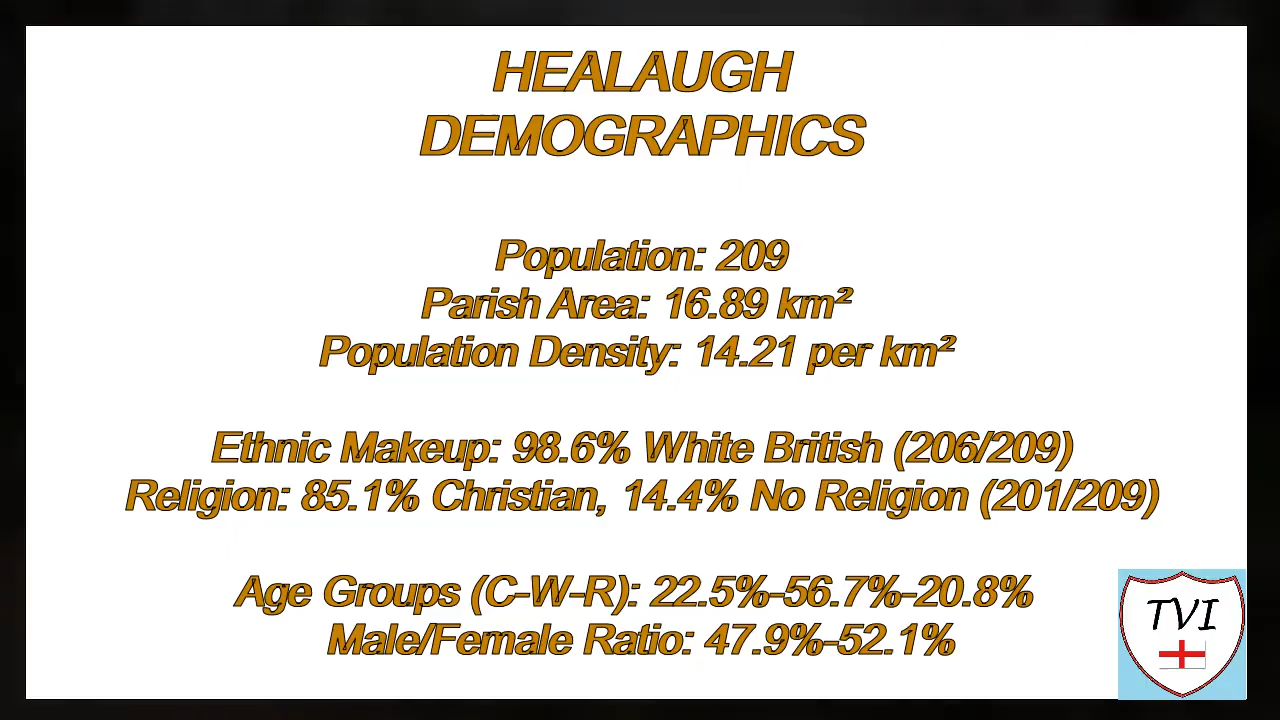 HEALAUGH
DEMOGRAPHICS
Population: 209
Parish Area: 16.89 km²
Population Density: 14.21 per km²
Ethnic Makeup: 98.6% White British (206/209)
Religion: 85.1% Christian, 14.4% No Religion (201/209)
Age Groups (C-W-R): 22.5%-56.7%-20.8%
Male/Female Ratio: 47.9%-52.1%
TVI